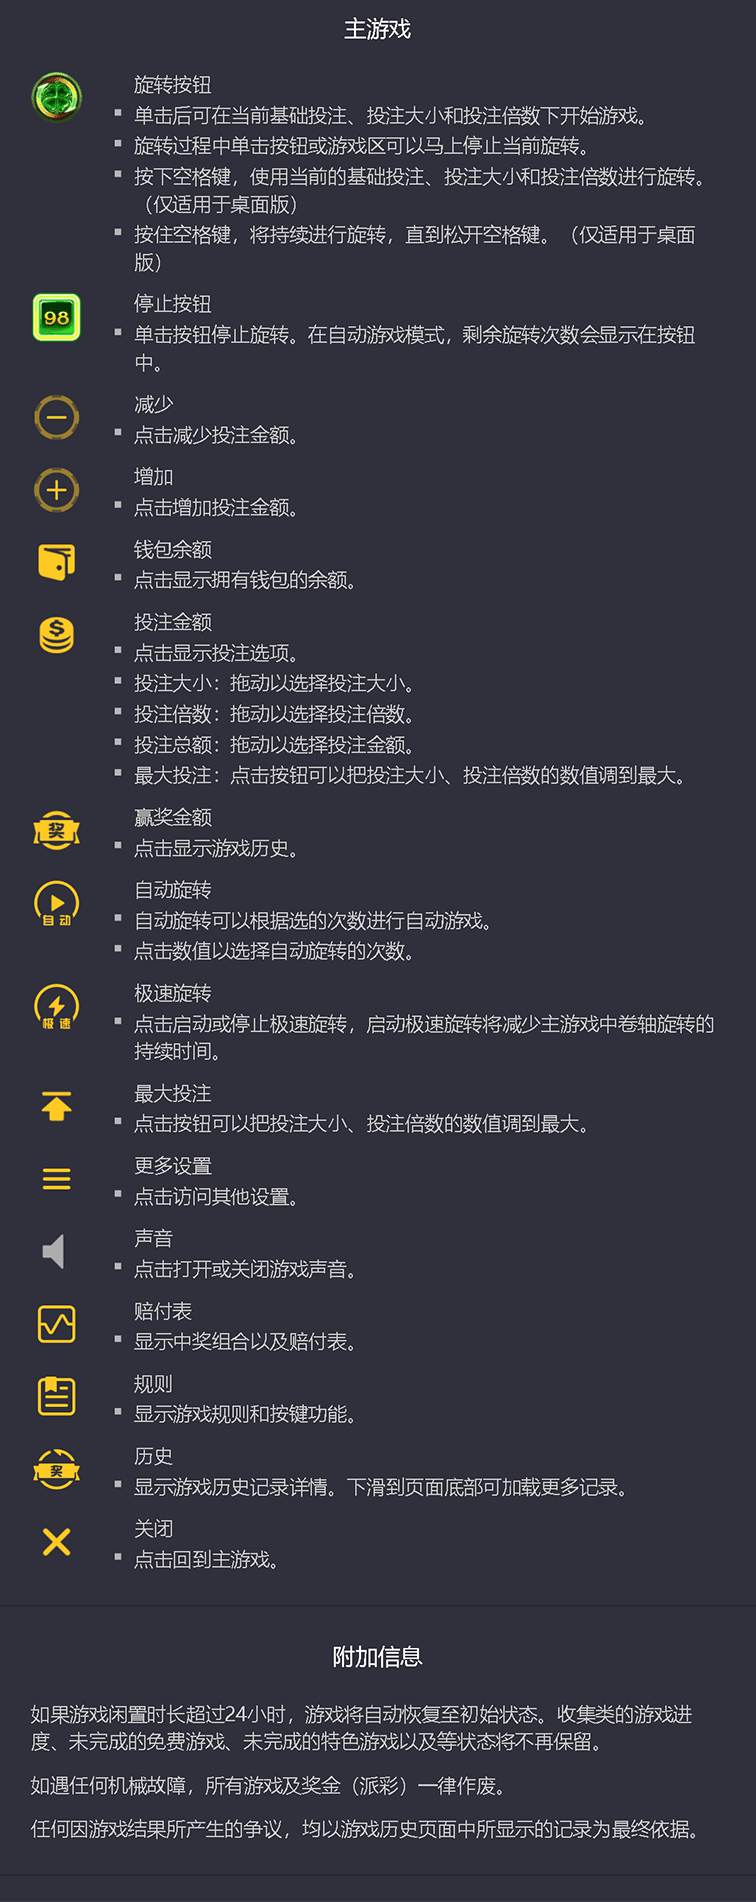 主游戏
旋转按钮
▪ 单击后可在当前基础投注、投注大小和投注倍数下开始游戏。
▪ 旋转过程中单击按钮或游戏区可以马上停止当前旋转。
▪ 按下空格键，使用当前的基础投注、投注大小和投注倍数进行旋转。
（仅适用于桌面版）
▪ 按住空格键，将持续进行旋转，直到松开空格键。（仅适用于桌面
版）
98
停止按钮
▪ 单击按钮停止旋转。在自动游戏模式，剩余旋转次数会显示在按钮
中。
减少
▪ 点击减少投注金额。
增加
▪ 点击增加投注金额。
钱包余额
▪ 点击显示拥有钱包的余额。
$
投注金额
▪ 点击显示投注选项。
▪ 投注大小：拖动以选择投注大小。
▪ 投注倍数：拖动以选择投注倍数。
▪ 投注总额：拖动以选择投注金额。
▪ 最大投注：点击按钮可以把投注大小、投注倍数的数值调到最大。
奖
赢奖金额
▪ 点击显示游戏历史。
自动
自动旋转
▪ 自动旋转可以根据选的次数进行自动游戏。
▪ 点击数值以选择自动旋转的次数。
极速
极速旋转
▪ 点击启动或停止极速旋转，启动极速旋转将减少主游戏中卷轴旋转的
持续时间。
最大投注
▪ 点击按钮可以把投注大小、投注倍数的数值调到最大。
更多设置
▪ 点击访问其他设置。
声音
▪ 点击打开或关闭游戏声音。
赔付表
▪ 显示中奖组合以及赔付表。
规则
▪ 显示游戏规则和按键功能。
奖
历史
▪ 显示游戏历史记录详情。下滑到页面底部可加载更多记录。
关闭
▪ 点击回到主游戏。
附加信息
如果游戏闲置时长超过24小时，游戏将自动恢复至初始状态。收集类的游戏进
度、未完成的免费游戏、未完成的特色游戏以及等状态将不再保留。
如遇任何机械故障，所有游戏及奖金（派彩）一律作废。
任何因游戏结果所产生的争议，均以游戏历史页面中所显示的记录为最终依据。